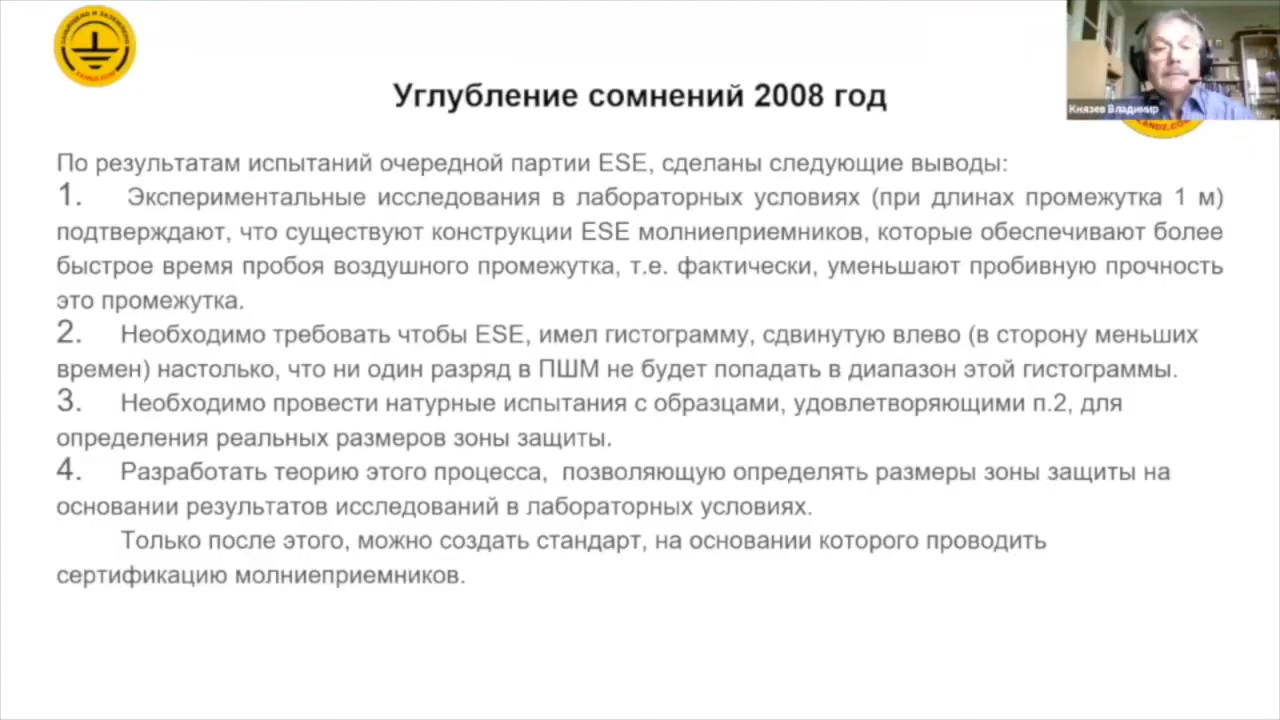 Углубление сомнений 2008 год
Князев Владимир
ZANDZ.COM
По результатам испытаний очередной партии ESE, сделаны следующие выводы:
1. Экспериментальные исследования в лабораторных условиях (при длинах промежутка 1 м)
подтверждают, что существуют конструкции ESE молниеприемников, которые обеспечивают более
быстрое время пробоя воздушного промежутка, т.е. фактически, уменьшают пробивную прочность
это промежутка.
2. Необходимо требовать чтобы ESE, имел гистограмму, сдвинутую влево (в сторону меньших
времен) настолько, что ни один разряд в ПШМ не будет попадать в диапазон этой гистограммы.
3. Необходимо провести натурные испытания с образцами, удовлетворяющими п.2, для
определения реальных размеров зоны защиты.
4. Разработать теорию этого процесса, позволяющую определять размеры зоны защиты на
основании результатов исследований в лабораторных условиях.
Только после этого, можно создать стандарт, на основании которого проводить
сертификацию молниеприемников.